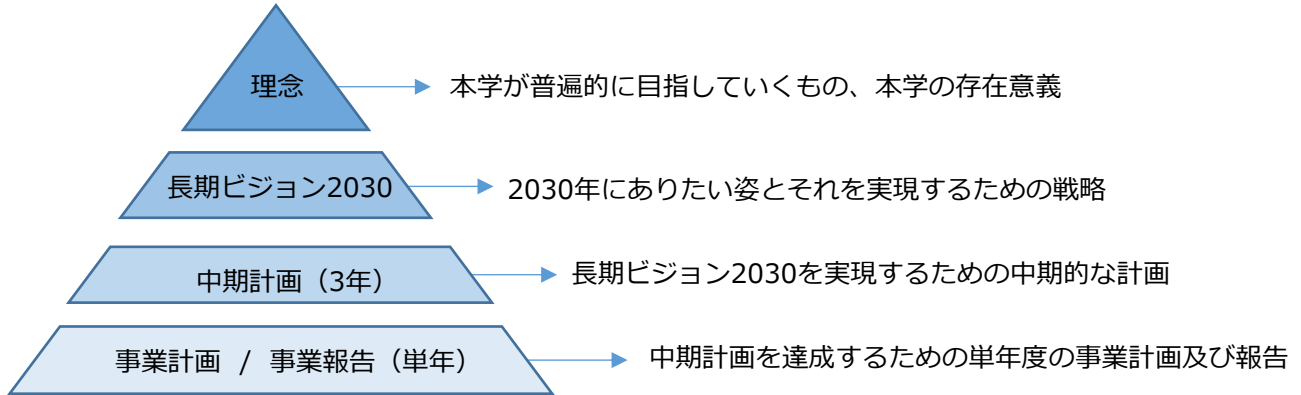 理念
本学が普遍的に目指していくもの、本学の存在意義
長期ビジョン2030
2030年にありたい姿とそれを実現するための戦略
中期計画（3年）
長期ビジョン2030を実現するための中期的な計画
事業計画 / 事業報告（単年）
中期計画を達成するための単年度の事業計画及び報告